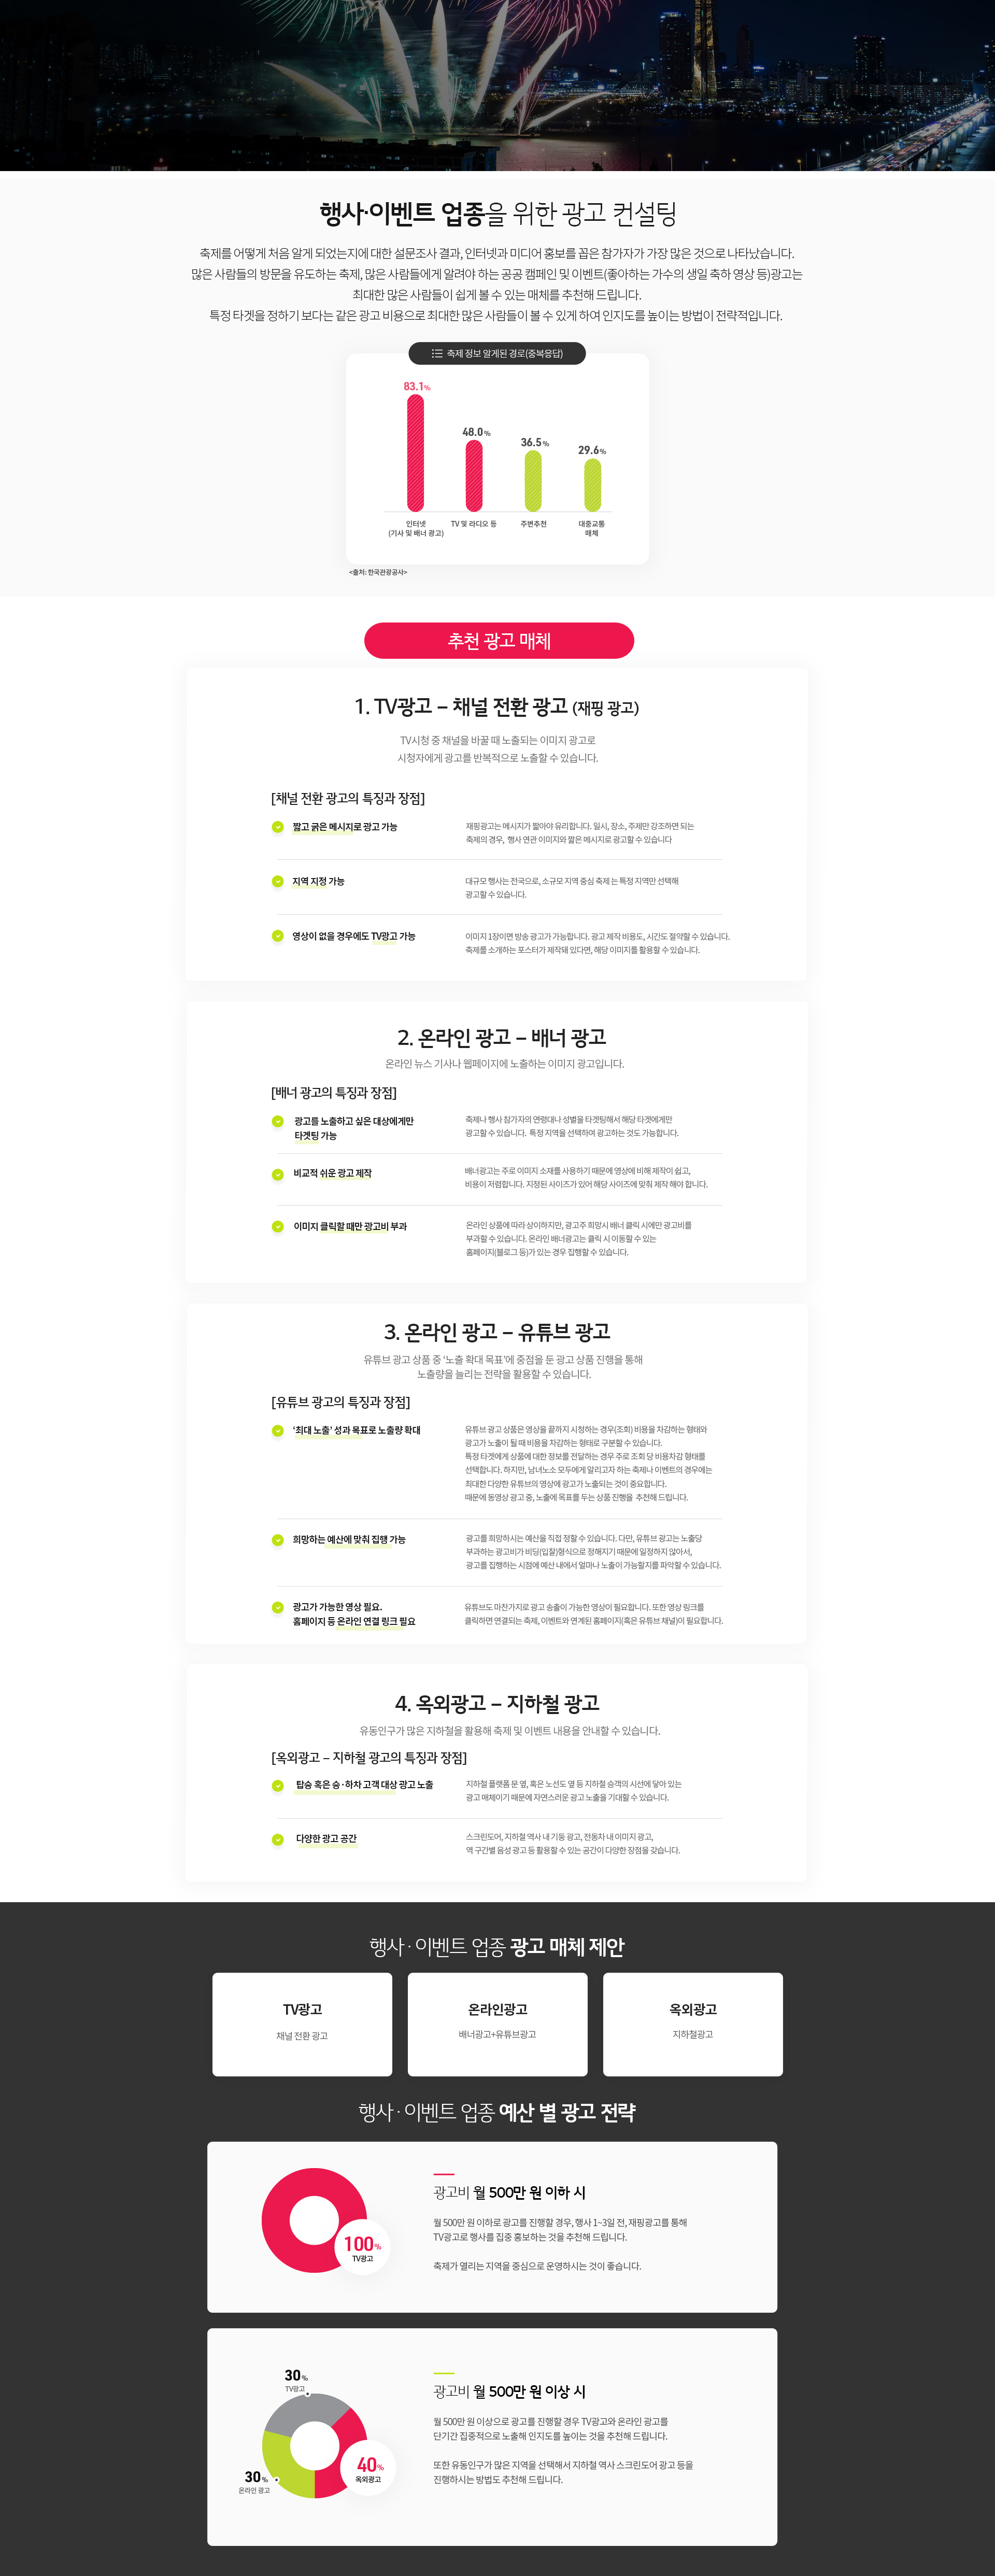 행사·이벤트 업종을 위한 광고 컨설팅
축제를 어떻게 처음 알게 되었는지에 대한 설문조사 결과, 인터넷과 미디어 홍보를 꼽은 참가자가 가장 많은 것으로 나타났습니다.
많은 사람들의 방문을 유도하는 축제, 많은 사람들에게 알려야 하는 공공 캠페인 및 이벤트(좋아하는 가수의 생일 축하 영상 등)광고는
최대한 많은 사람들이 쉽게 볼 수 있는 매체를 추천해 드립니다.
특정 타겟을 정하기 보다는 같은 광고 비용으로 최대한 많은 사람들이 볼 수 있게 하여 인지도를 높이는 방법이 전략적입니다.
축제 정보 알게된 경로(중복응답)
83.1%
48.0%
36.5%
29.6%
인터넷
(기사 및 배너 광고)
TV 및 라디오 등
주변추천
대중교통
매체
<출처: 한국관광공사>
추천 광고 매체
1. TV광고 – 채널 전환 광고 (재핑 광고)
TV시청 중 채널을 바꿀 때 노출되는 이미지 광고로
시청자에게 광고를 반복적으로 노출할 수 있습니다.
[채널 전환 광고의 특징과 장점]
짧고 굵은 메시지로 광고 가능
재핑광고는 메시지가 짧아야 유리합니다. 일시, 장소, 주제만 강조하면 되는
축제의 경우, 행사 연관 이미지와 짧은 메시지로 광고할 수 있습니다
지역 지정 가능
대규모 행사는 전국으로, 소규모 지역 중심 축제 는 특정 지역만 선택해
광고할 수 있습니다.
영상이 없을 경우에도 TV광고 가능
이미지 1장이면 방송 광고가 가능합니다. 광고 제작 비용도, 시간도 절약할 수 있습니다.
축제를 소개하는 포스터가 제작돼 있다면, 해당 이미지를 활용할 수 있습니다.
2. 온라인 광고 – 배너 광고
온라인 뉴스 기사나 웹페이지에 노출하는 이미지 광고입니다.
[배너 광고의 특징과 장점]
광고를 노출하고 싶은 대상에게만
타겟팅 가능
축제나 행사 참가자의 연령대나 성별을 타겟팅해서 해당 타겟에게만
광고할 수 있습니다. 특정 지역을 선택하여 광고하는 것도 가능합니다.
비교적 쉬운 광고 제작
배너광고는 주로 이미지 소재를 사용하기 때문에 영상에 비해 제작이 쉽고,
비용이 저렴합니다. 지정된 사이즈가 있어 해당 사이즈에 맞춰 제작 해야 합니다.
이미지 클릭할 때만 광고비 부과
온라인 상품에 따라 상이하지만, 광고주 희망시 배너 클릭 시에만 광고비를
부과할 수 있습니다. 온라인 배너광고는 클릭 시 이동할 수 있는
홈페이지(블로그 등)가 있는 경우 집행할 수 있습니다.
3. 온라인 광고 – 유튜브 광고
유튜브 광고 상품 중 ‘노출 확대 목표’에 중점을 둔 광고 상품 진행을 통해
노출량을 늘리는 전략을 활용할 수 있습니다.
[유튜브 광고의 특징과 장점]
‘최대 노출’ 성과 목표로 노출량 확대
유튜브 광고 상품은 영상을 끝까지 시청하는 경우(조회) 비용을 차감하는 형태와
광고가 노출이 될 때 비용을 차감하는 형태로 구분할 수 있습니다.
특정 타겟에게 상품에 대한 정보를 전달하는 경우 주로 조회 당 비용차감 형태를
선택합니다. 하지만, 남녀노소 모두에게 알리고자 하는 축제나 이벤트의 경우에는
최대한 다양한 유튜브의 영상에 광고가 노출되는 것이 중요합니다.
때문에 동영상 광고 중, 노출에 목표를 두는 상품 진행을 추천해 드립니다.
희망하는 예산에 맞춰 집행 가능
광고를 희망하시는 예산을 직접 정할 수 있습니다. 다만, 유튜브 광고는 노출당
부과하는 광고비가 비딩(입찰)형식으로 정해지기 때문에 일정하지 않아서,
광고를 집행하는 시점에 예산 내에서 얼마나 노출이 가능할지를 파악할 수 있습니다.
광고가 가능한 영상 필요.
홈페이지 등 온라인 연결 링크 필요
유튜브도 마찬가지로 광고 송출이 가능한 영상이 필요합니다. 또한 영상 링크를
클릭하면 연결되는 축제, 이벤트와 연계된 홈페이지(혹은 유튜브 채널)이 필요합니다.
4. 옥외광고 – 지하철 광고
유동인구가 많은 지하철을 활용해 축제 및 이벤트 내용을 안내할 수 있습니다.
[옥외광고 – 지하철 광고의 특징과 장점]
탑승 혹은 승·하차 고객 대상 광고 노출
지하철 플랫폼 문 옆, 혹은 노선도 옆 등 지하철 승객의 시선에 닿아 있는
광고 매체이기 때문에 자연스러운 광고 노출을 기대할 수 있습니다.
다양한 광고 공간
스크린도어, 지하철 역사 내 기둥 광고, 전동차 내 이미지 광고,
역 구간별 음성 광고 등 활용할 수 있는 공간이 다양한 장점을 갖습니다.
행사 · 이벤트 업종 광고 매체 제안
TV광고
채널 전환 광고
온라인광고
배너광고+유튜브광고
옥외광고
지하철광고
행사 · 이벤트 업종 예산 별 광고 전략
100%
TV광고
광고비 월 500만 원 이하 시
월 500만 원 이하로 광고를 진행할 경우, 행사 1~3일 전, 재핑광고를 통해
TV광고로 행사를 집중 홍보하는 것을 추천해 드립니다.
축제가 열리는 지역을 중심으로 운영하시는 것이 좋습니다.
30%
TV광고
40%
옥외광고
30%
온라인 광고
광고비 월 500만 원 이상 시
월 500만 원 이상으로 광고를 진행할 경우 TV광고와 온라인 광고를
단기간 집중적으로 노출해 인지도를 높이는 것을 추천해 드립니다.
또한 유동인구가 많은 지역을 선택해서 지하철 역사 스크린도어 광고 등을
진행하시는 방법도 추천해 드립니다.